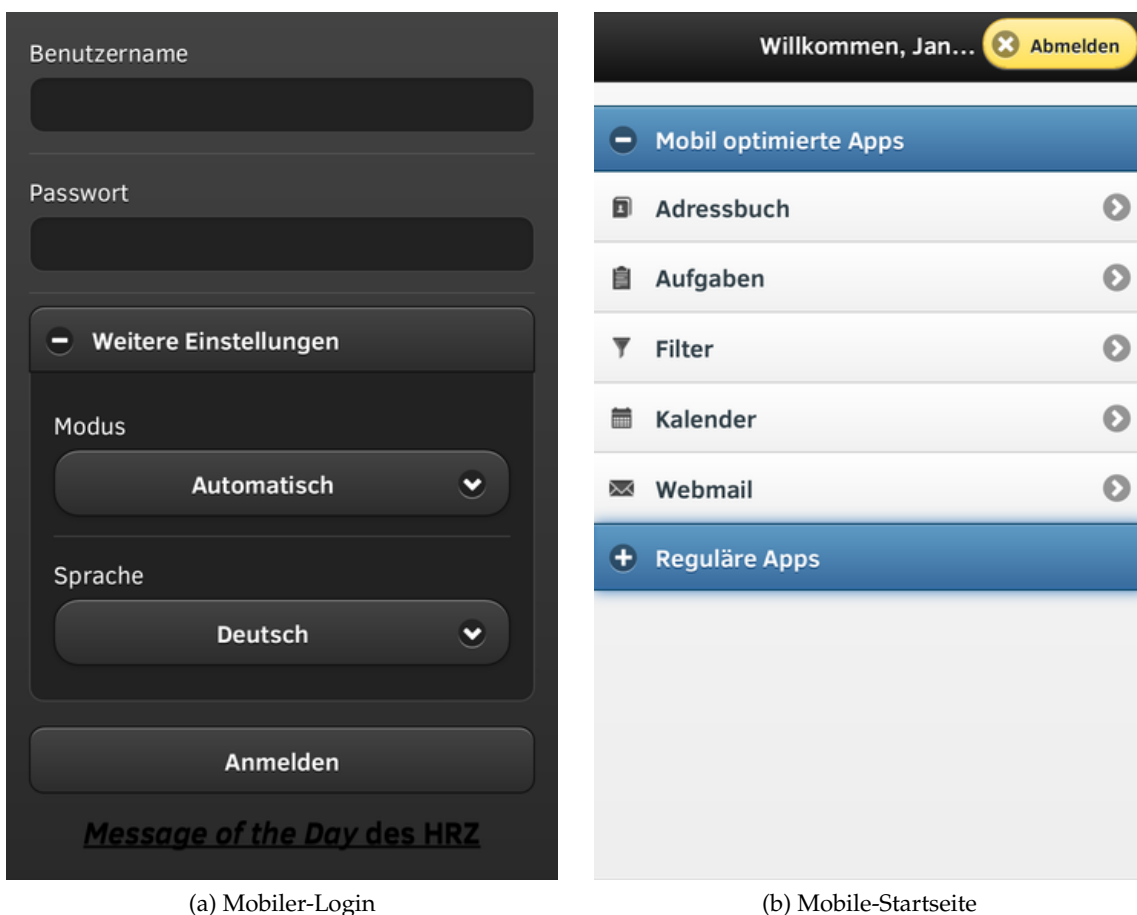 Benutzername
Passwort
Weitere Einstellungen
Modus
Automatisch
Sprache
Deutsch
Anmelden
Message of the Day des HRZ
(a) Mobiler-Login
Willkommen, Jan... Abmelden
Mobil optimierte Apps
Adressbuch
Aufgaben
Filter
Kalender
Webmail
Reguläre Apps
(b) Mobile-Startseite